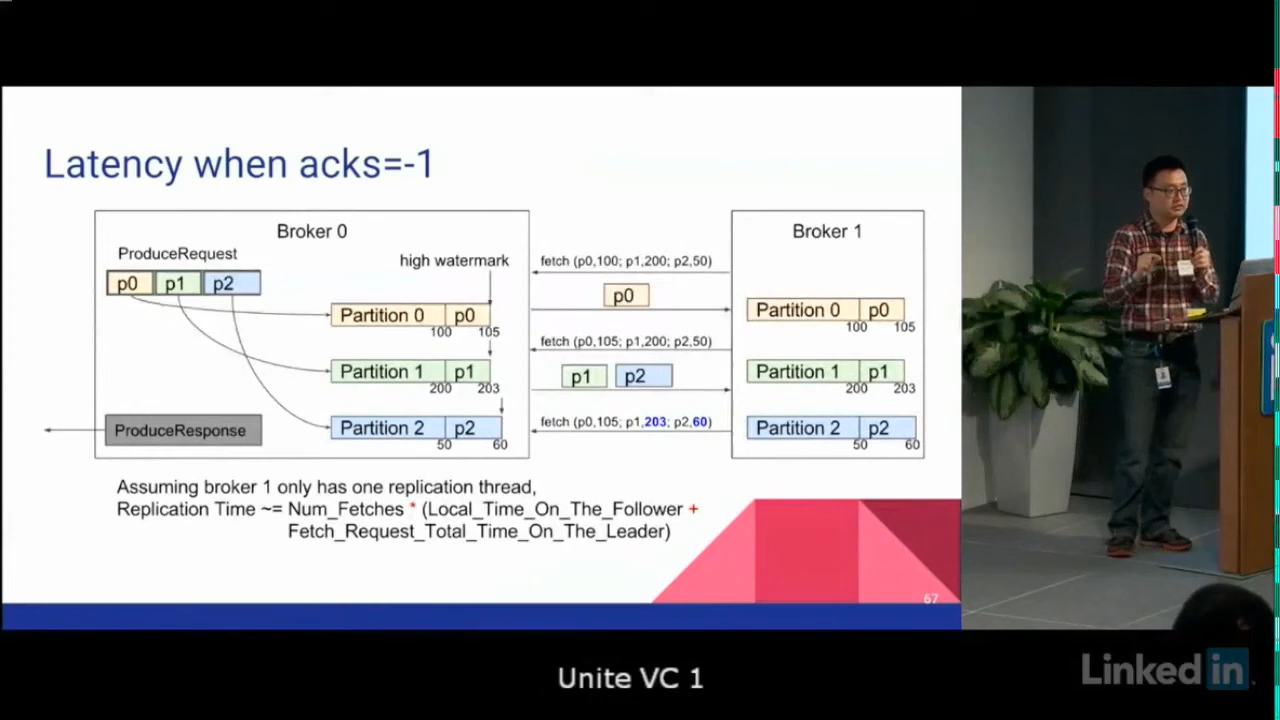 Latency when acks=-1
Broker 0
ProduceRequest
p0 p1 p2
high watermark
Partition 0 p0
100 105
Partition 1 p1
200 203
Partition 2 p2
50 60
ProduceResponse
fetch (p0,100; p1,200; p2,50)
p0
fetch (p0,105; p1,200; p2,50)
p1 p2
fetch (p0,105; p1,203; p2,60)
Broker 1
Partition 0 p0
100 105
Partition 1 p1
200 203
Partition 2 p2
50 60
Assuming broker 1 only has one replication thread,
Replication Time ~= Num_Fetches * (Local_Time_On_The_Follower +
Fetch_Request_Total_Time_On_The_Leader)
67
Unite VC 1
Linked in